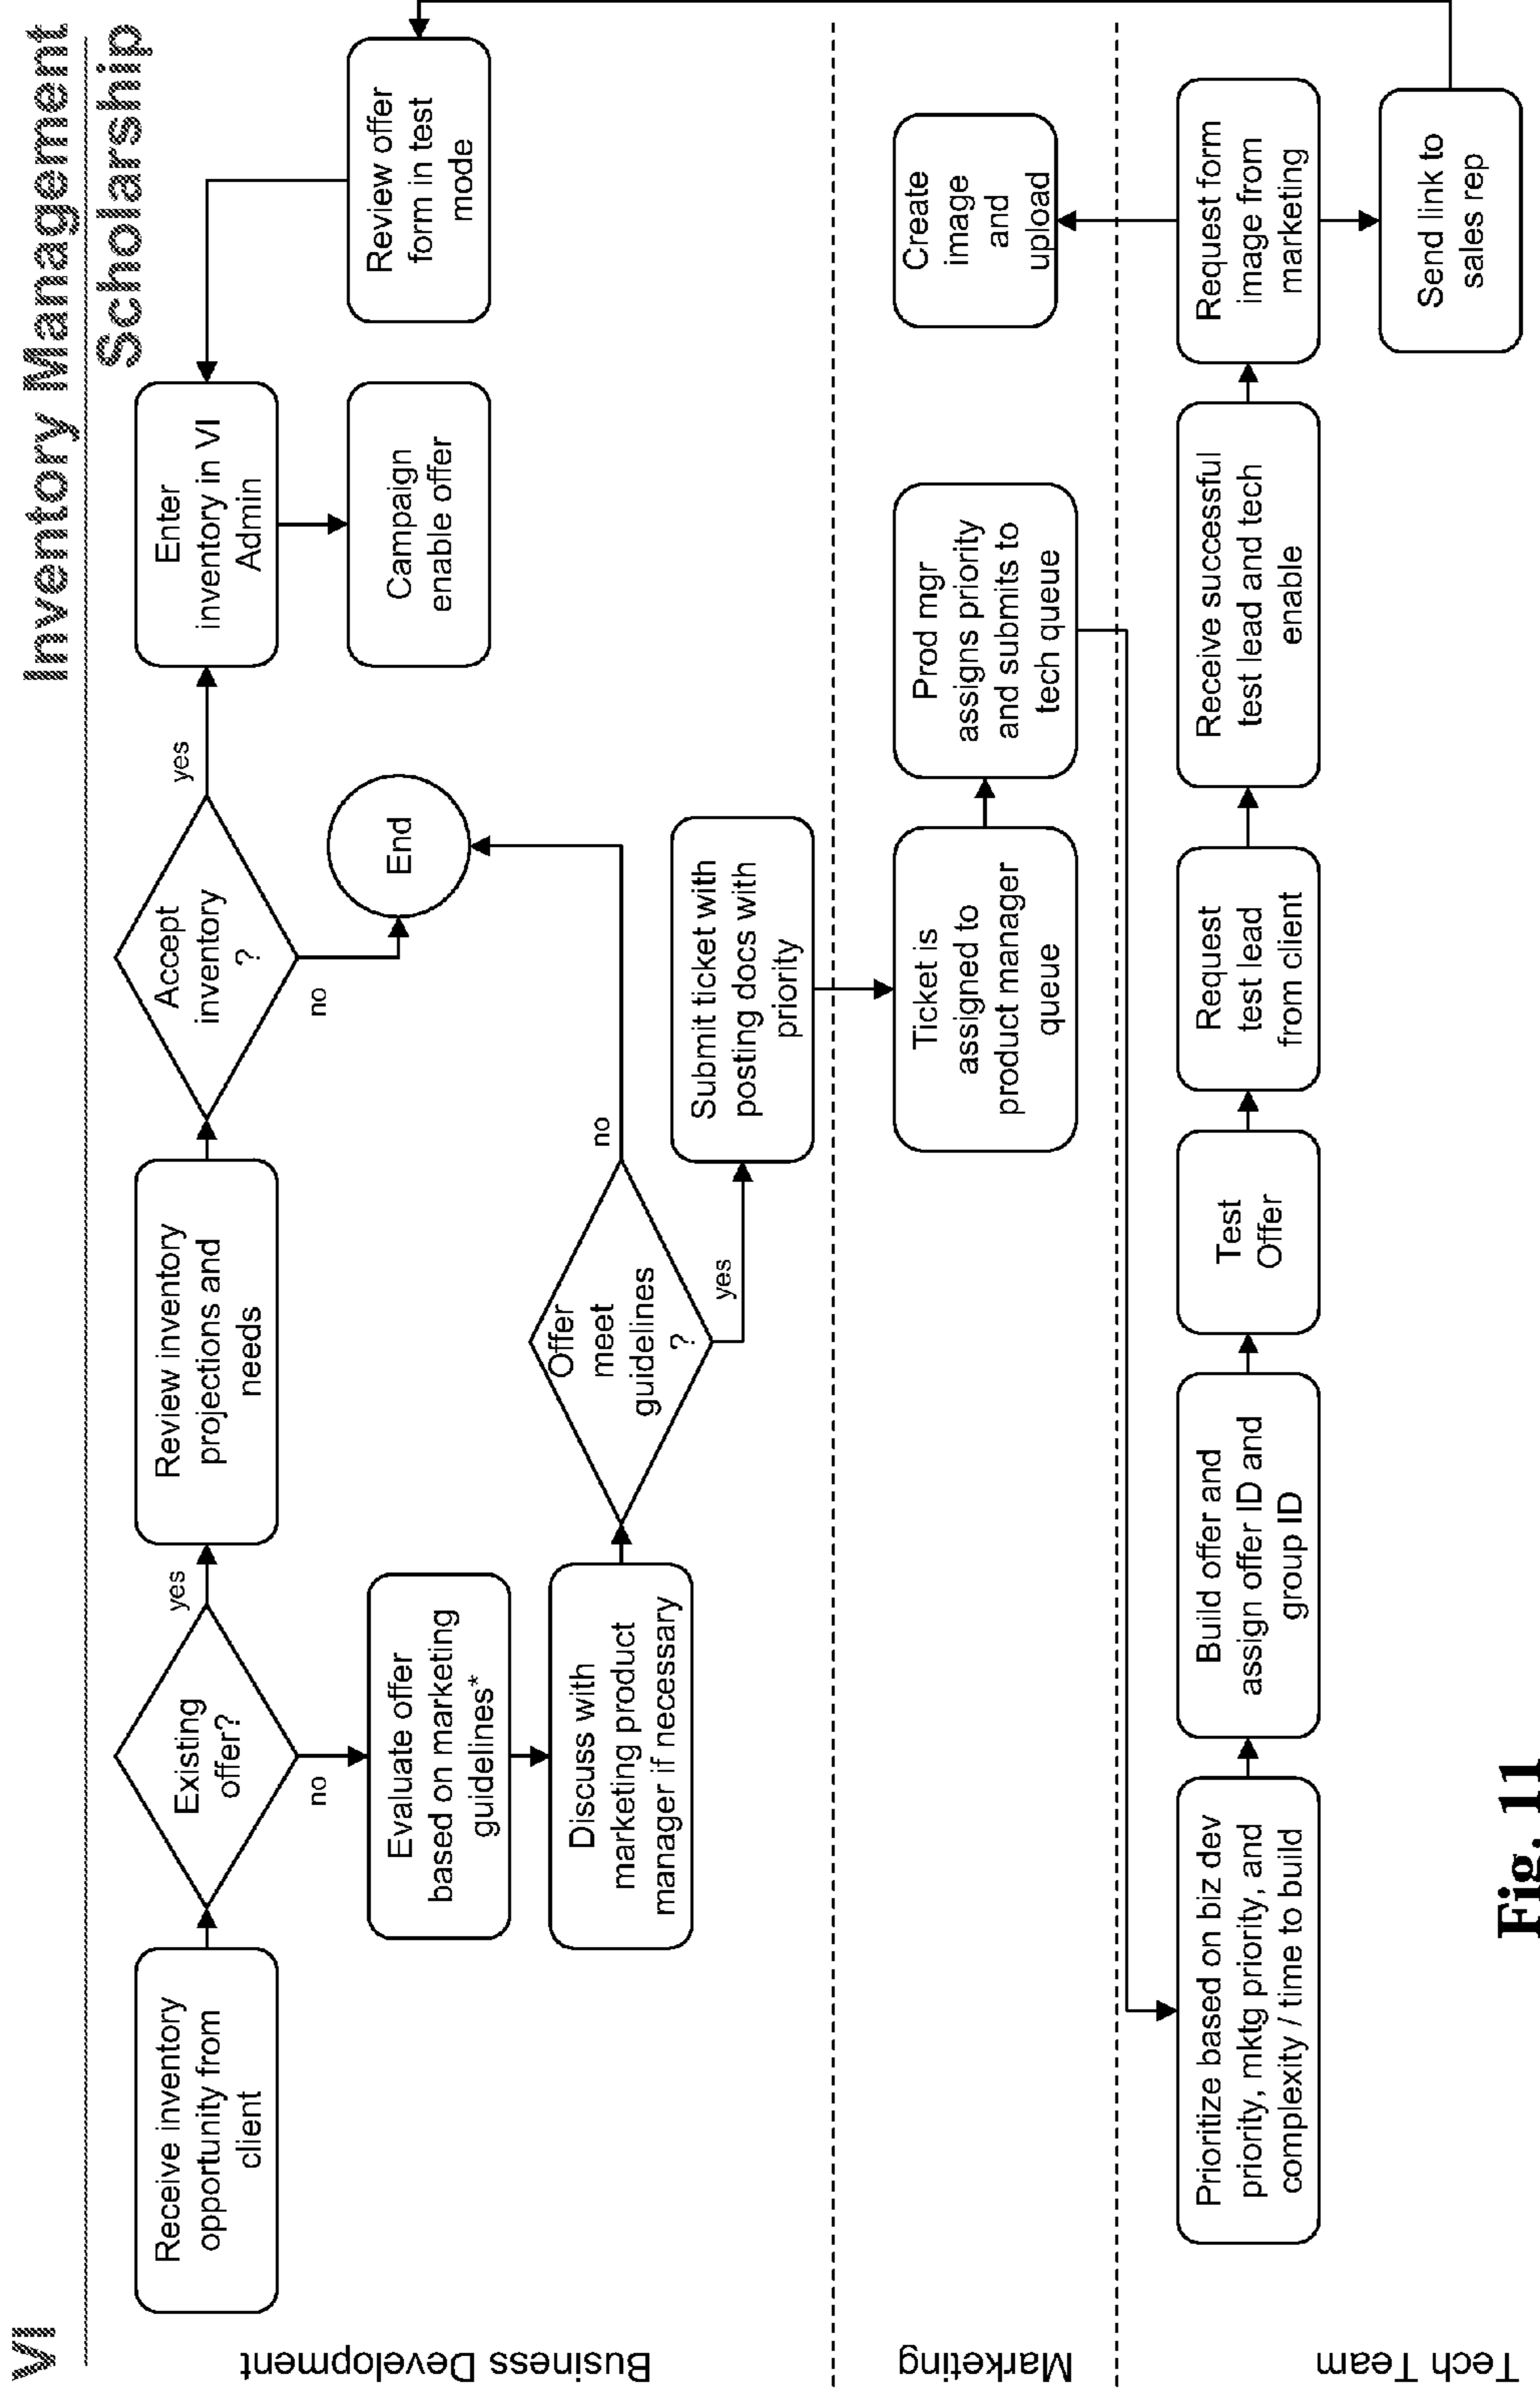 VI
Inventory Management
Scholarship
Business Development
Receive inventory
opportunity from
client
Existing
offer?
yes
no
Review inventory
projections and
needs
Accept
inventory
?
yes
no
Enter
inventory in VI
Admin
Campaign
enable offer
Review offer
form in test
mode
End
Evaluate offer
based on marketing
guidelines*
Discuss with
marketing product
manager if necessary
Offer
meet
guidelines
?
no
yes
Submit ticket with
posting docs with
priority
Marketing
Ticket is
assigned to
product manager
queue
Prod mgr
assigns priority
and submits to
tech queue
Create
image
and
upload
Tech Team
Prioritize based on biz dev
priority, mktg priority, and
complexity / time to build
Build offer and
assign offer ID and
group ID
Test
Offer
Request
test lead
from client
Receive successful
test lead and tech
enable
Request form
image from
marketing
Send link to
sales rep
Fig. 11